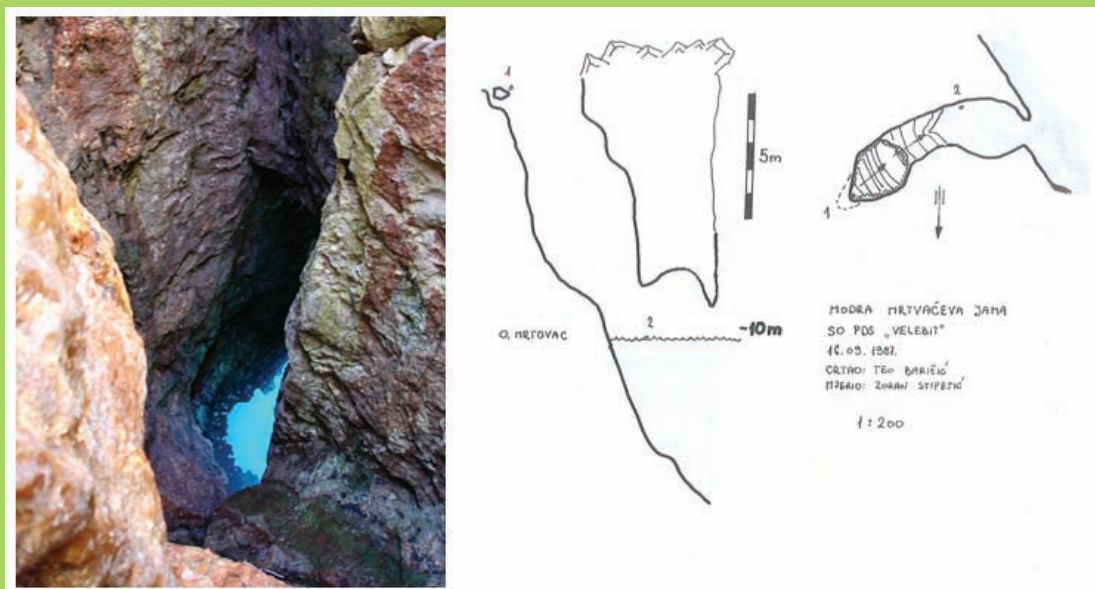 1
5m
O. MRTOVAC
2
-10m
2
1
MODRA MRTVAČEVA JAMA
SO PDS „VELEBIT"
16.09.1987.
CRTAO: TEO BARIŠIĆ
MJERIO: ZORAN STIPETIĆ
1:200